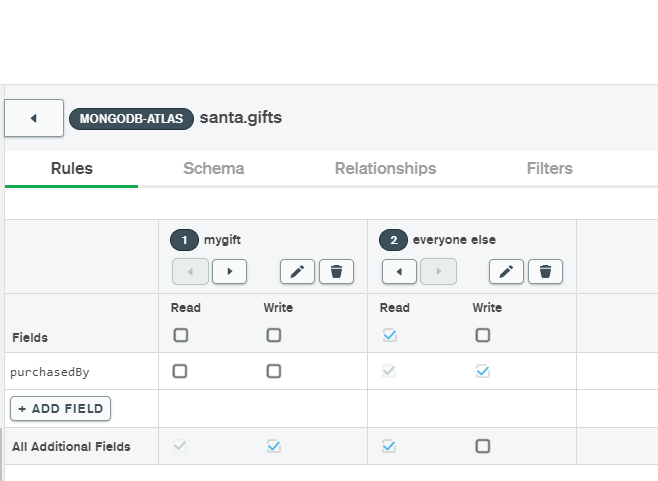 MONGODB-ATLAS santa.gifts
Rules Schema Relationships Filters
1 mygift 2 everyone else
Read Write Read Write
Fields
purchasedBy
+ ADD FIELD
All Additional Fields